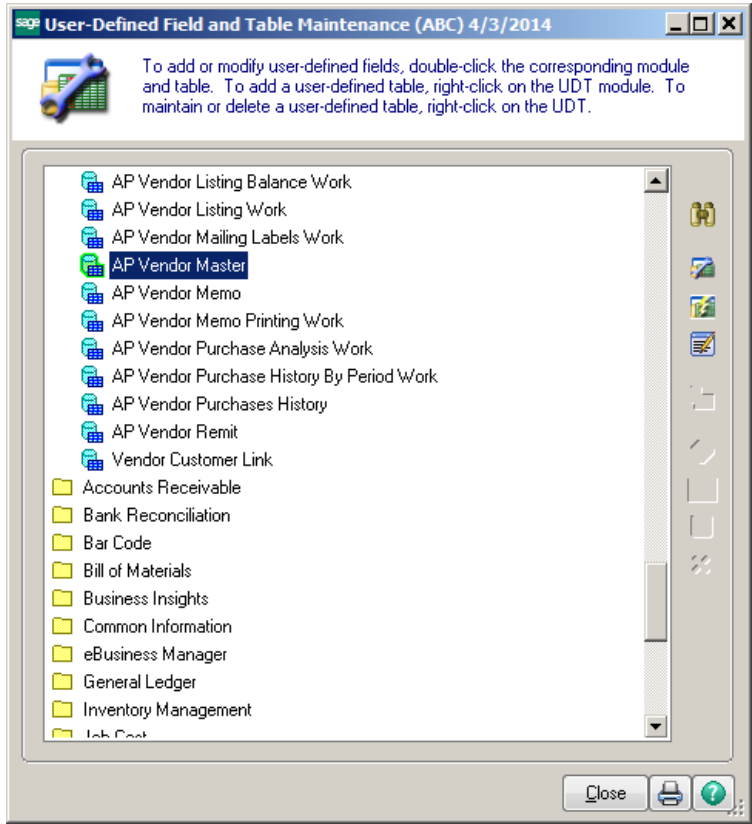 sage User-Defined Field and Table Maintenance (ABC) 4/3/2014
To add or modify user-defined fields, double-click the corresponding module
and table. To add a user-defined table, right-click on the UDT module. To
maintain or delete a user-defined table, right-click on the UDT.
AP Vendor Listing Balance Work
AP Vendor Listing Work
AP Vendor Mailing Labels Work
AP Vendor Master
AP Vendor Memo
AP Vendor Memo Printing Work
AP Vendor Purchase Analysis Work
AP Vendor Purchase History By Period Work
AP Vendor Purchases History
AP Vendor Remit
Vendor Customer Link
Accounts Receivable
Bank Reconciliation
Bar Code
Bill of Materials
Business Insights
Common Information
eBusiness Manager
General Ledger
Inventory Management
Job Cost
Close